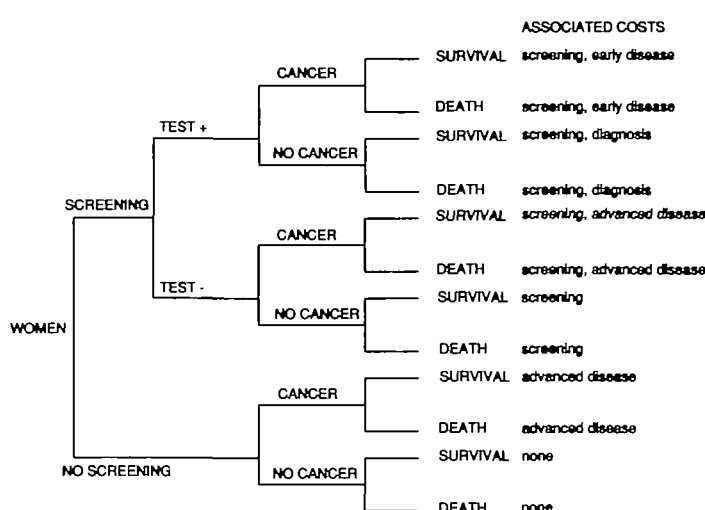 ASSOCIATED COSTS
SURVIVAL screening, early disease
CANCER
DEATH screening, early disease
TEST +
SURVIVAL screening, diagnosis
NO CANCER
DEATH screening, diagnosis
SCREENING
SURVIVAL screening, advanced disease
CANCER
DEATH screening, advanced disease
TEST -
SURVIVAL screening
NO CANCER
WOMEN
DEATH screening
SURVIVAL advanced disease
CANCER
DEATH advanced disease
SURVIVAL none
NO SCREENING
NO CANCER
DEATH none